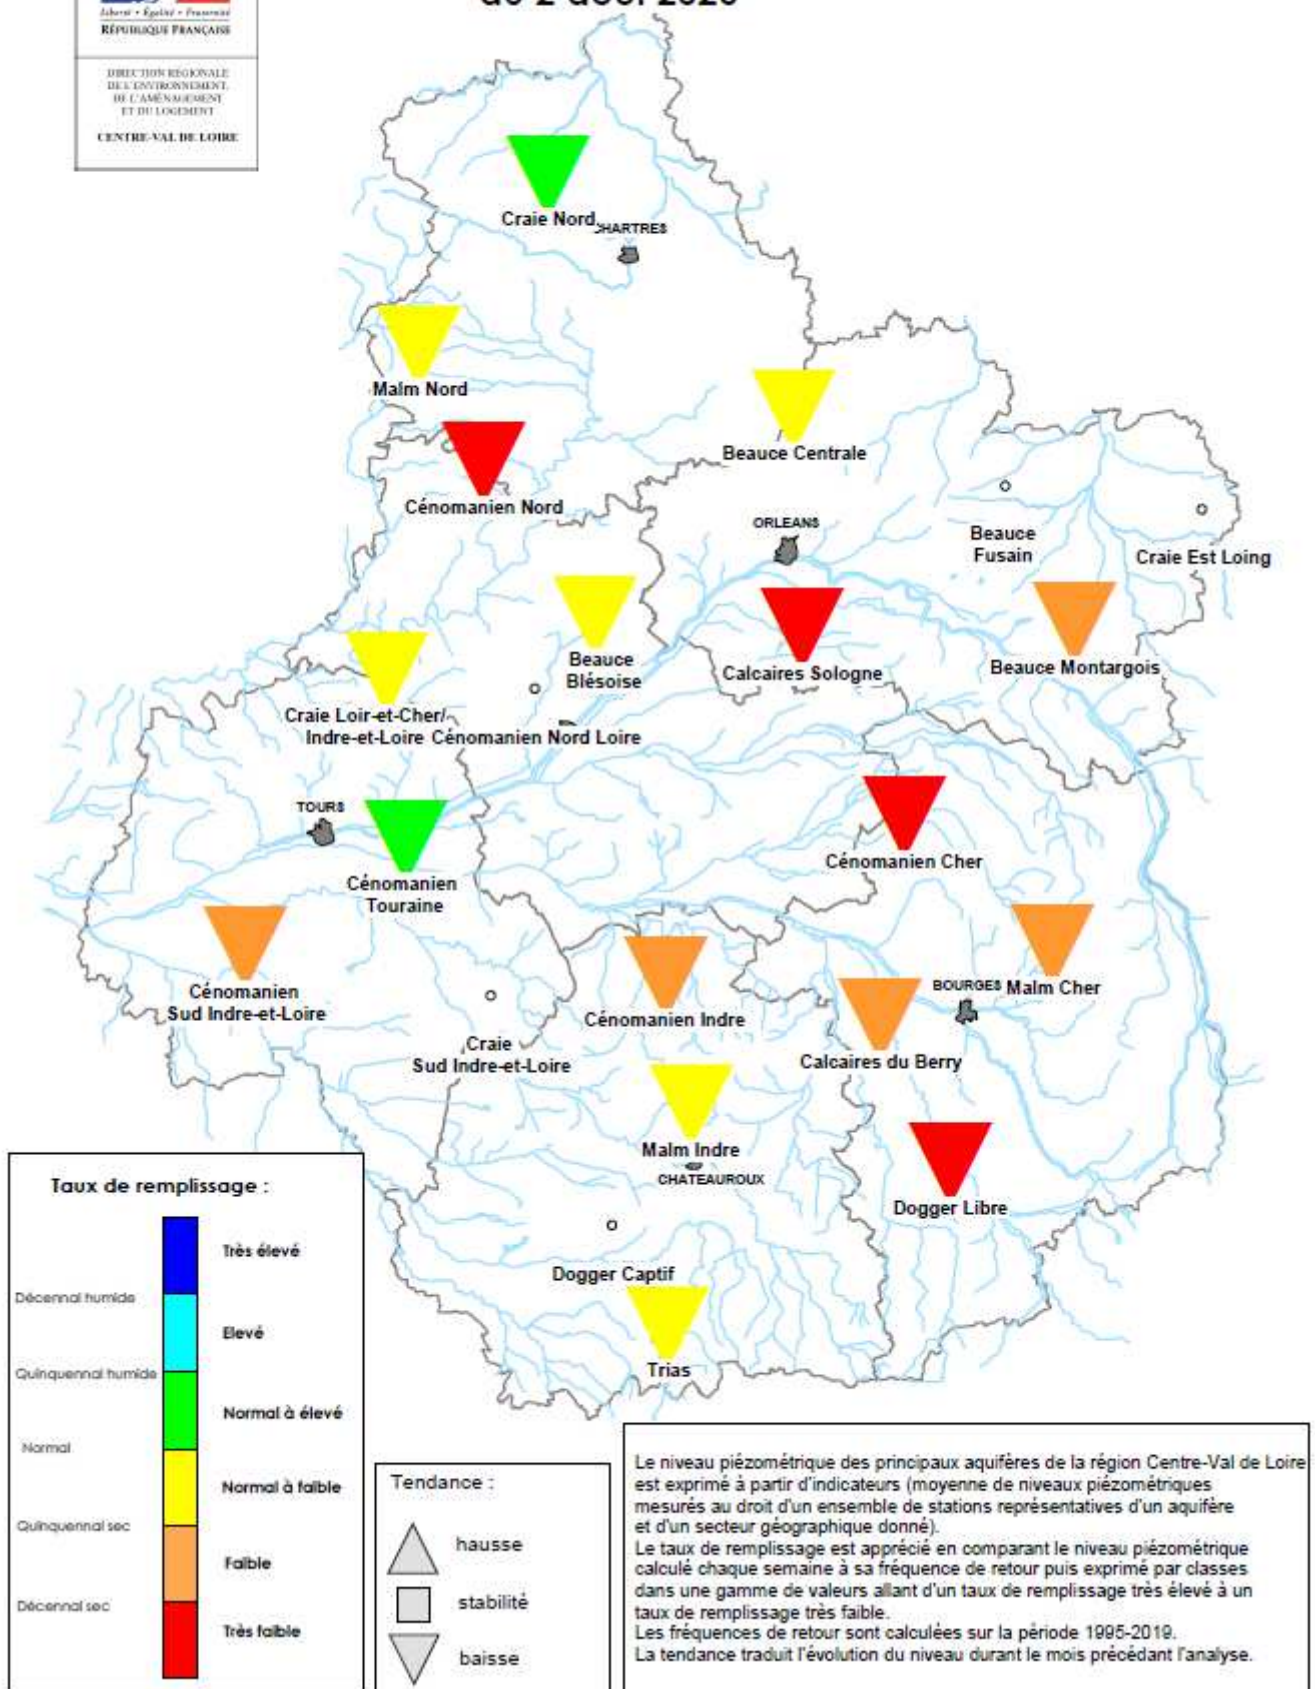 Liberté • Égalité • Fraternité
RÉPUBLIQUE FRANÇAISE
DIRECTION RÉGIONALE
DE L'ENVIRONNEMENT,
DE L'AMÉNAGEMENT
ET DU LOGEMENT
CENTRE-VAL DE LOIRE
Craie Nord
CHARTRES
Malm Nord
Beauce Centrale
Cénomanien Nord
ORLEANS
Beauce
Fusain
Craie Est Loing
Beauce
Blésoise
Calcaires Sologne
Beauce Montargois
Craie Loir-et-Cher/
Indre-et-Loire
Cénomanien Nord Loire
TOURS
Cénomanien
Touraine
Cénomanien Cher
Cénomanien
Sud Indre-et-Loire
Cénomanien Indre
BOURGES
Malm Cher
Craie
Sud Indre-et-Loire
Calcaires du Berry
Malm Indre
CHATEAUROUX
Dogger Libre
Dogger Captif
Trias
Taux de remplissage :
Très élevé
Décennal humide
Elevé
Quinquennal humide
Normal à élevé
Normal
Normal à faible
Quinquennal sec
Faible
Décennal sec
Très faible
Tendance :
hausse
stabilité
baisse
Le niveau piézométrique des principaux aquifères de la région Centre-Val de Loire
est exprimé à partir d'indicateurs (moyenne de niveaux piézométriques
mesurés au droit d'un ensemble de stations représentatives d'un aquifère
et d'un secteur géographique donné).
Le taux de remplissage est apprécié en comparant le niveau piézométrique
calculé chaque semaine à sa fréquence de retour puis exprimé par classes
dans une gamme de valeurs allant d'un taux de remplissage très élevé à un
taux de remplissage très faible.
Les fréquences de retour sont calculées sur la période 1995-2019.
La tendance traduit l'évolution du niveau durant le mois précédant l'analyse.